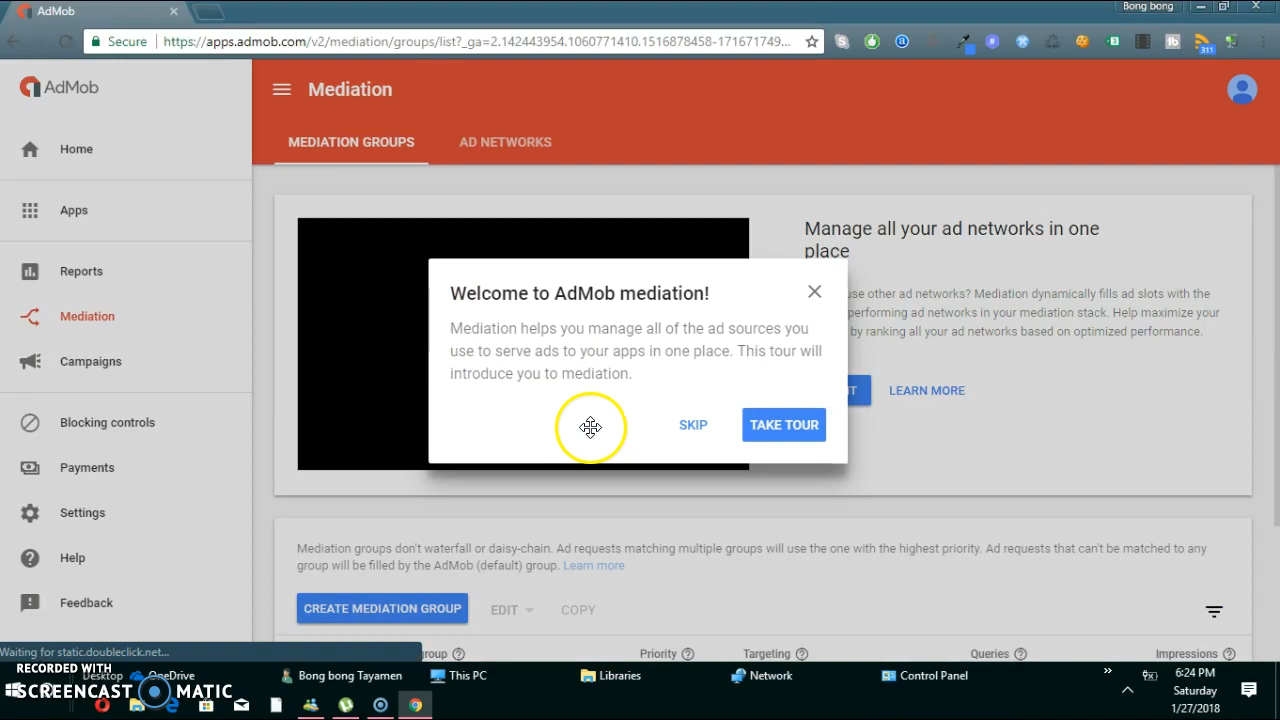 AdMob
Bong bong
Secure
https://apps.admob.com/v2/mediation/groups/list?_ga=2.142443954.1060771410.1516878458-171671749...
311
AdMob
Mediation
Home
MEDIATION GROUPS
AD NETWORKS
Apps
Manage all your ad networks in one
place
Reports
Welcome to AdMob mediation!
use other ad networks? Mediation dynamically fills ad slots with the
Mediation
Mediation helps you manage all of the ad sources you
performing ad networks in your mediation stack. Help maximize your
by ranking all your ad networks based on optimized performance.
use to serve ads to your apps in one place. This tour will
Campaigns
introduce you to mediation.
LEARN MORE
Blocking controls
SKIP
TAKE TOUR
Payments
Settings
Mediation groups don't waterfall or daisy-chain. Ad requests matching multiple groups will use the one with the highest priority. Ad requests that can't be matched to any
group will be filled by the AdMob (default) group. Learn more
Help
Feedback
CREATE MEDIATION GROUP
EDIT
COPY
Waiting for static.doubleclick.net...
group
Priority
Targeting
Queries
Impressions
RECORDED WITH
SCREENCAST MATIC
Desktop
OneDrive
Bong bong Tayamen
This PC
Libraries
Network
Control Panel
6:24 PM
Saturday
1/27/2018